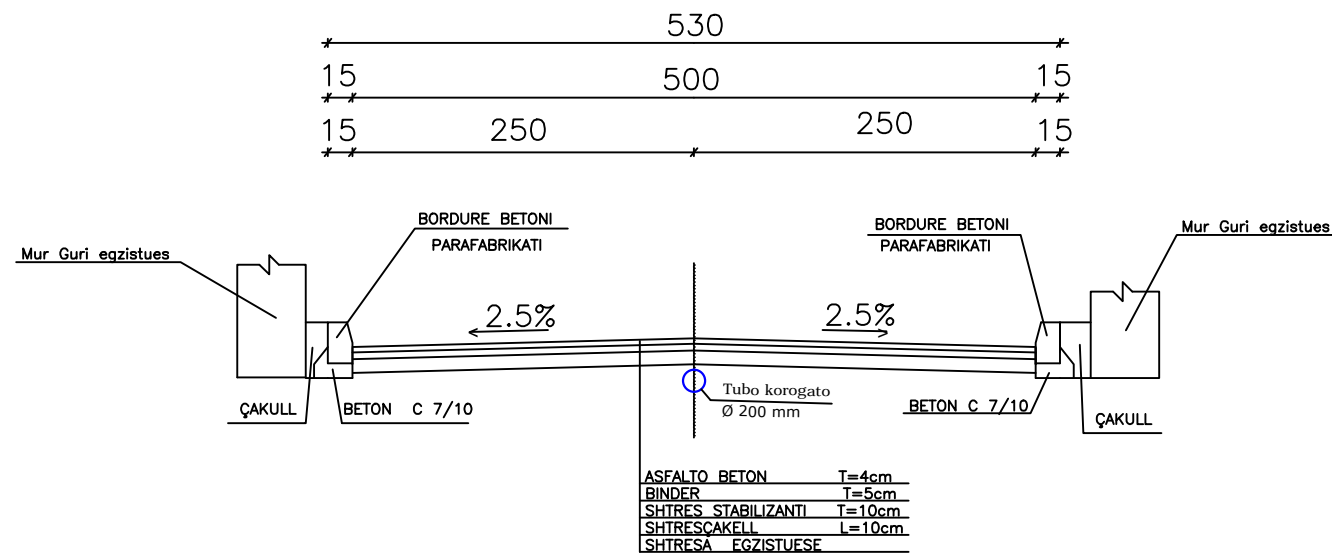 530
15 500 15
15 250 250 15
BORDURE BETONI
PARAFABRIKATI
BORDURE BETONI
PARAFABRIKATI
Mur Guri egzistues
Mur Guri egzistues
2.5% 2.5%
Tubo korogato
Ø 200 mm
ÇAKULL
BETON C 7/10
BETON C 7/10
ÇAKULL
ASFALTO BETON T=4cm
BINDER T=5cm
SHTRES STABILIZANTI T=10cm
SHTRESÇAKELL L=10cm
SHTRESA EGZISTUESE